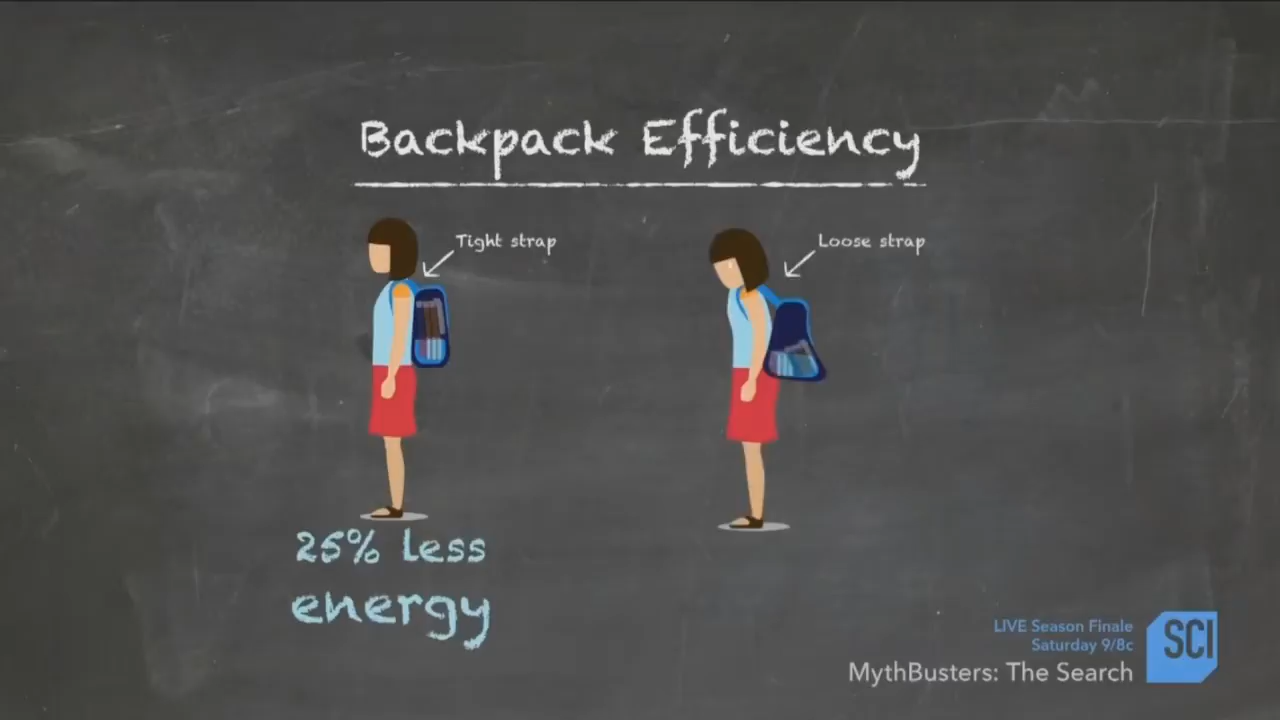 Backpack Efficiency
Tight strap
Loose strap
25% less
energy
LIVE Season Finale
Saturday 9/8c
MythBusters: The Search
SCI